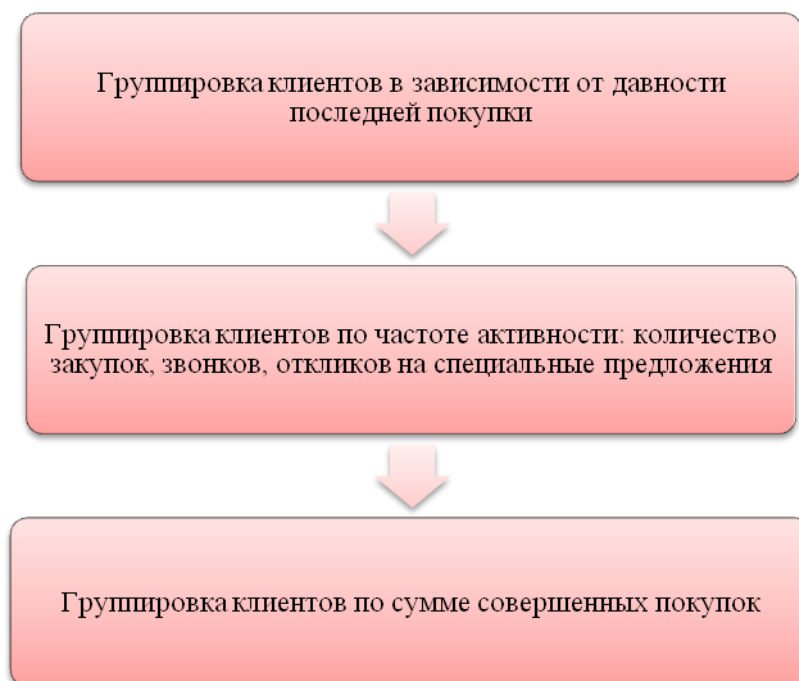 Группировка клиентов в зависимости от давности
последней покупки
Группировка клиентов по частоте активности: количество
закупок, звонков, откликов на специальные предложения
Группировка клиентов по сумме совершенных покупок